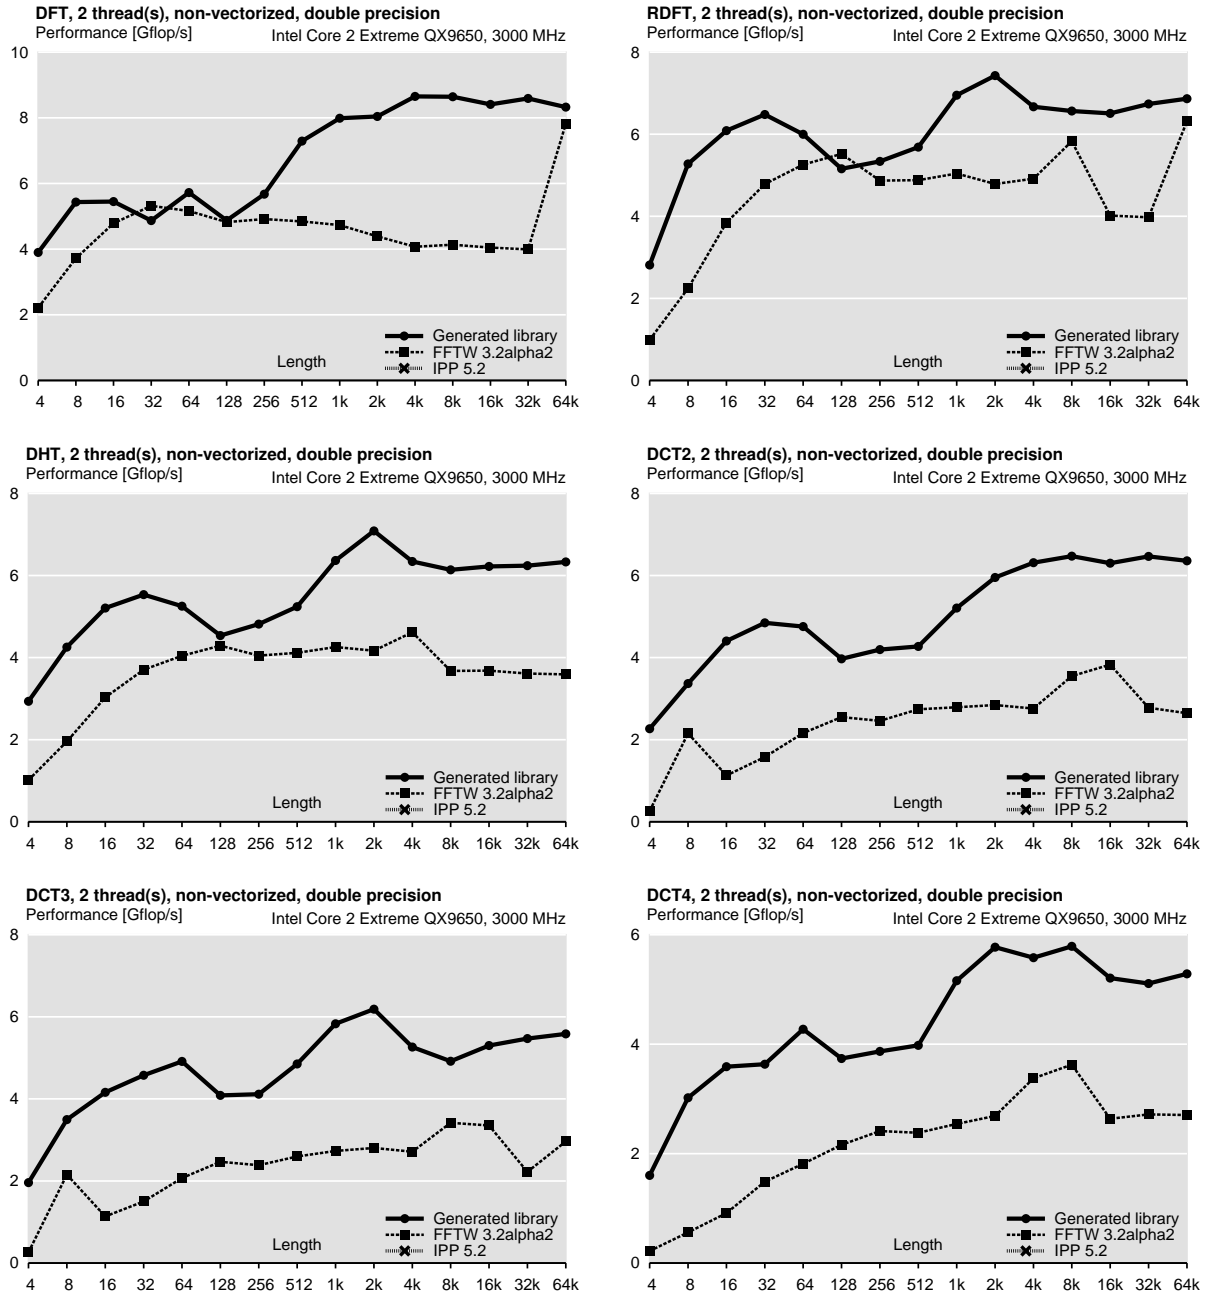 DFT, 2 thread(s), non-vectorized, double precision
Performance [Gflop/s] Intel Core 2 Extreme QX9650, 3000 MHz
10
8
6
4
2
0
Generated library
FFTW 3.2alpha2
IPP 5.2
Length
4 8 16 32 64 128 256 512 1k 2k 4k 8k 16k 32k 64k
RDFT, 2 thread(s), non-vectorized, double precision
Performance [Gflop/s] Intel Core 2 Extreme QX9650, 3000 MHz
8
6
4
2
0
Generated library
FFTW 3.2alpha2
IPP 5.2
Length
4 8 16 32 64 128 256 512 1k 2k 4k 8k 16k 32k 64k
DHT, 2 thread(s), non-vectorized, double precision
Performance [Gflop/s] Intel Core 2 Extreme QX9650, 3000 MHz
8
6
4
2
0
Generated library
FFTW 3.2alpha2
IPP 5.2
Length
4 8 16 32 64 128 256 512 1k 2k 4k 8k 16k 32k 64k
DCT2, 2 thread(s), non-vectorized, double precision
Performance [Gflop/s] Intel Core 2 Extreme QX9650, 3000 MHz
8
6
4
2
0
Generated library
FFTW 3.2alpha2
IPP 5.2
Length
4 8 16 32 64 128 256 512 1k 2k 4k 8k 16k 32k 64k
DCT3, 2 thread(s), non-vectorized, double precision
Performance [Gflop/s] Intel Core 2 Extreme QX9650, 3000 MHz
8
6
4
2
0
Generated library
FFTW 3.2alpha2
IPP 5.2
Length
4 8 16 32 64 128 256 512 1k 2k 4k 8k 16k 32k 64k
DCT4, 2 thread(s), non-vectorized, double precision
Performance [Gflop/s] Intel Core 2 Extreme QX9650, 3000 MHz
6
4
2
0
Generated library
FFTW 3.2alpha2
IPP 5.2
Length
4 8 16 32 64 128 256 512 1k 2k 4k 8k 16k 32k 64k